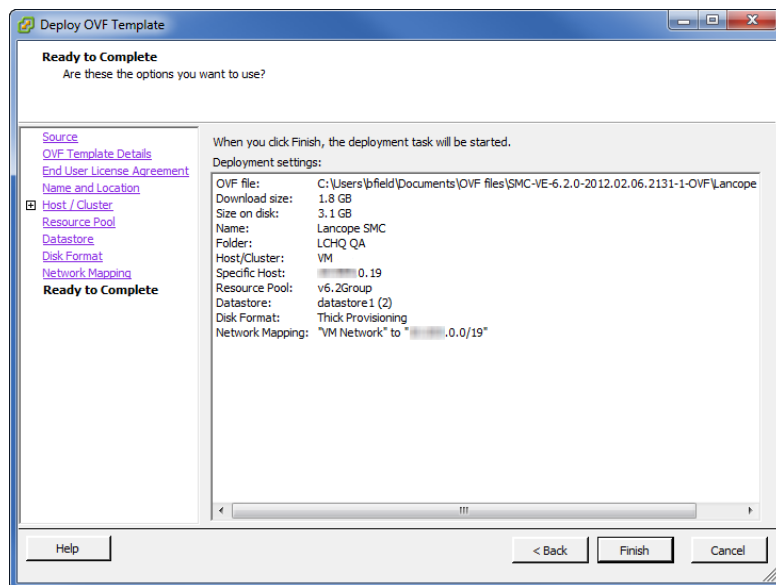 Deploy OVF Template
Ready to Complete
Are these the options you want to use?
Source
OVF Template Details
End User License Agreement
Name and Location
Host / Cluster
Resource Pool
Datastore
Disk Format
Network Mapping
Ready to Complete
When you click Finish, the deployment task will be started.
Deployment settings:
OVF file: C:\Users\bfield\Documents\OVF files\SMC-VE-6.2.0-2012.02.06.2131-1-OVF\Lancope
Download size: 1.8 GB
Size on disk: 3.1 GB
Name: Lancope SMC
Folder: LCHQ QA
Host/Cluster: VM
Specific Host: 0.19
Resource Pool: v6.2Group
Datastore: datastore1 (2)
Disk Format: Thick Provisioning
Network Mapping: "VM Network" to " .0.0/19"
Help
< Back
Finish
Cancel